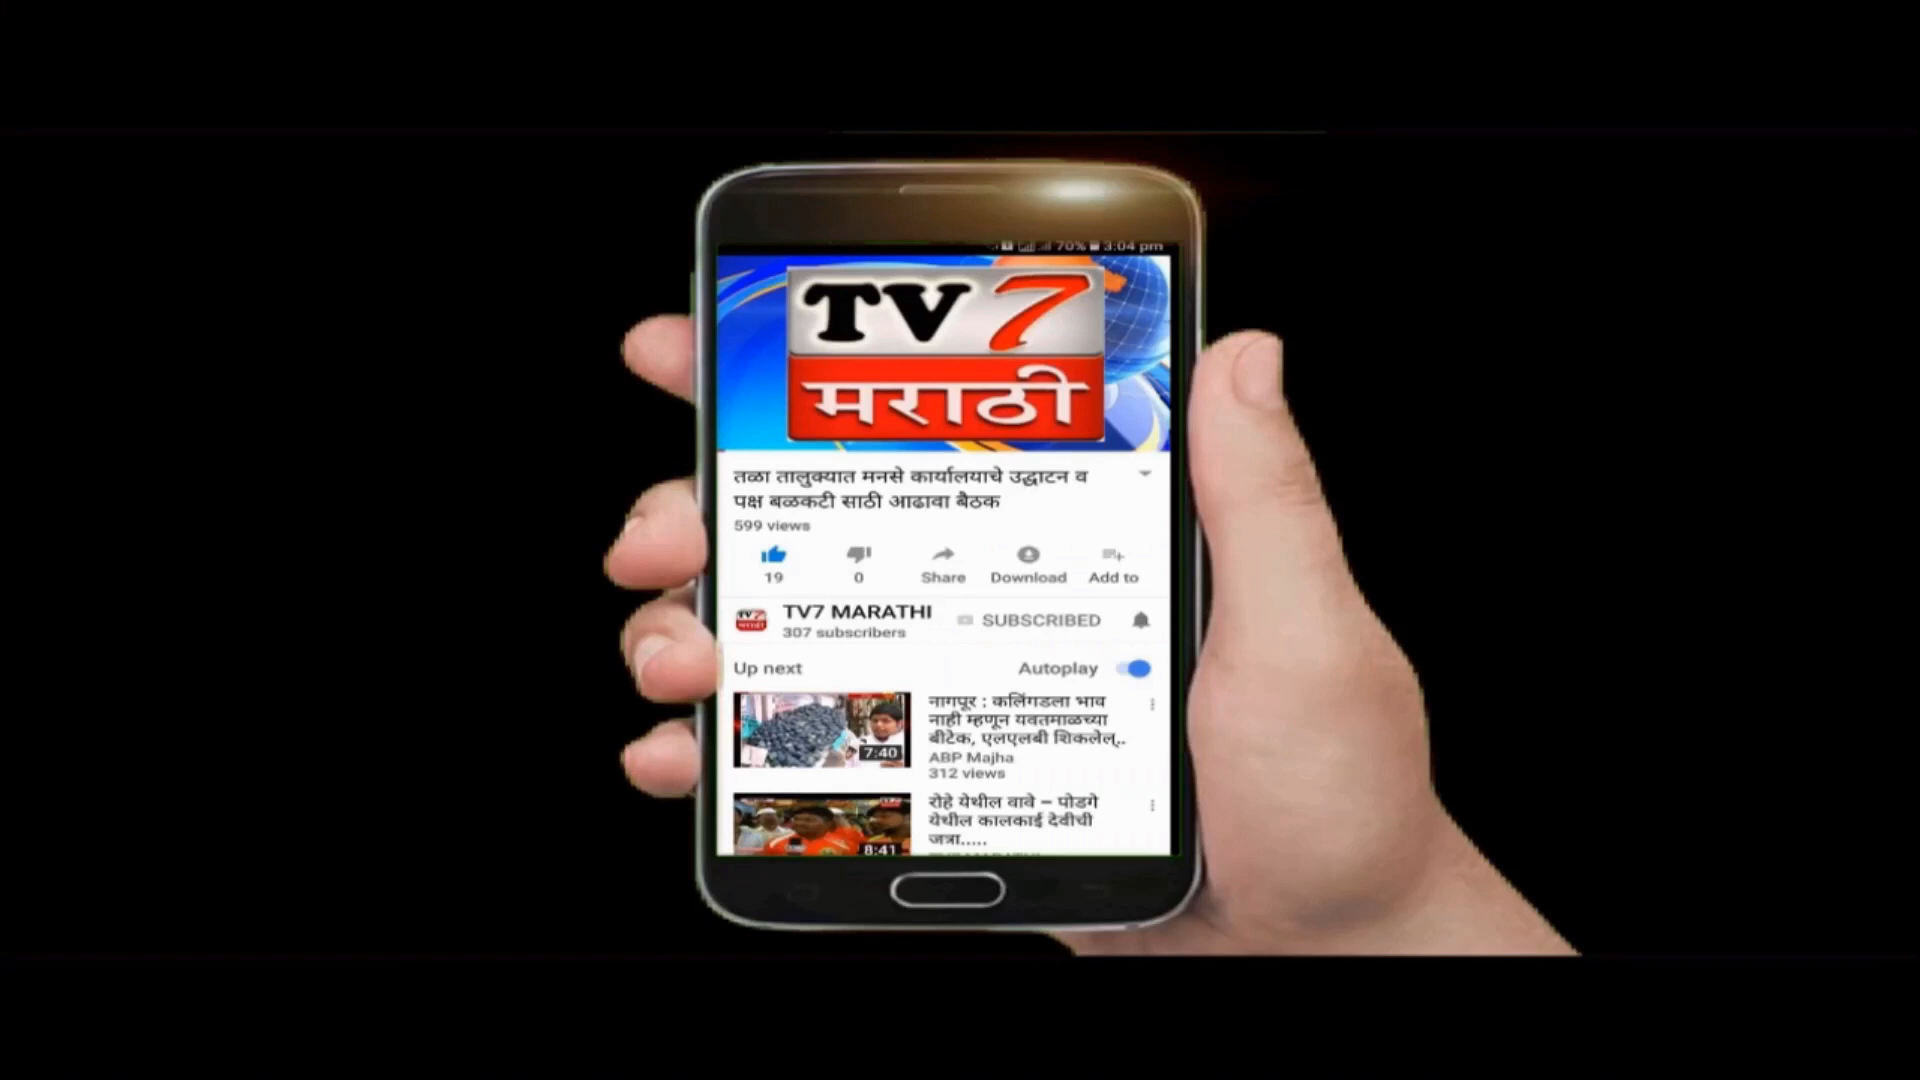 70% 3:04 pm
TV 7
मराठी
तळा तालुक्यात मनसे कार्यालयाचे उद्घाटन व
पक्ष बळकटी साठी आढावा बैठक
599 views
19
0
Share
Download
Add to
TV7 MARATHI
307 subscribers
SUBSCRIBED
Up next
Autoplay
7:40
नागपूर : कलिंगडला भाव
नाही म्हणून यवतमाळच्या
बीटेक, एलएलबी शिकलेल्..
ABP Majha
312 views
8:41
रोहे येथील वावे – पोडगे
येथील कालकाई देवीची
जत्रा.....